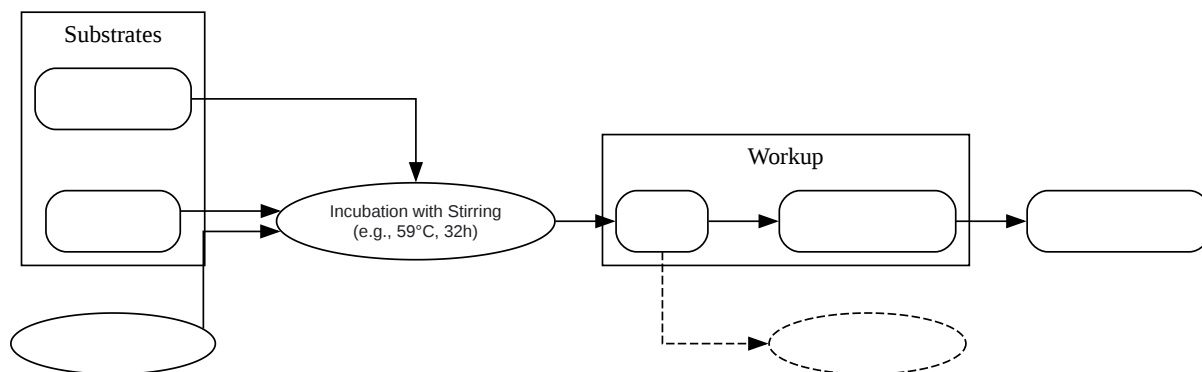 Substrates
Workup
Incubation with Stirring
(e.g., 59°C, 32h)